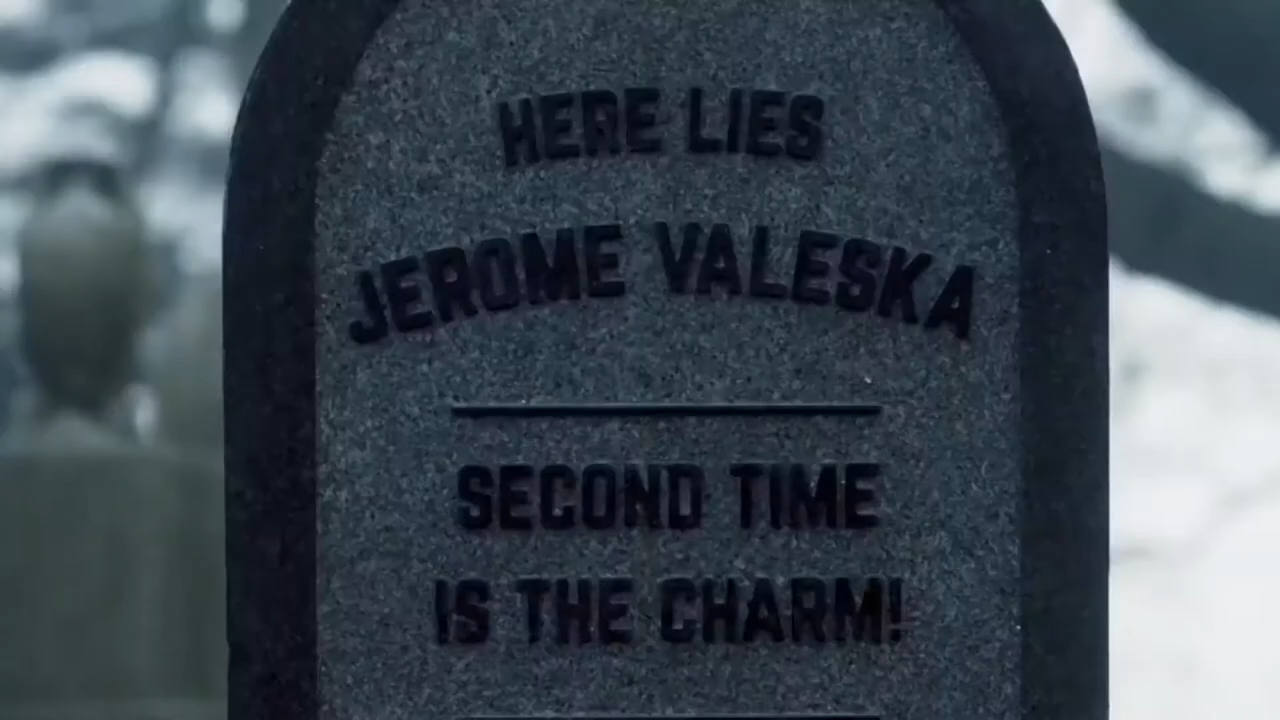 HERE LIES
JEROME VALESKA
SECOND TIME
IS THE CHARM!